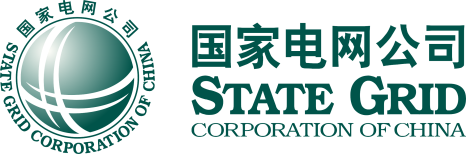 国家电网公司
STATE GRID CORPORATION OF CHINA
国家电网公司
STATE GRID
CORPORATION OF CHINA